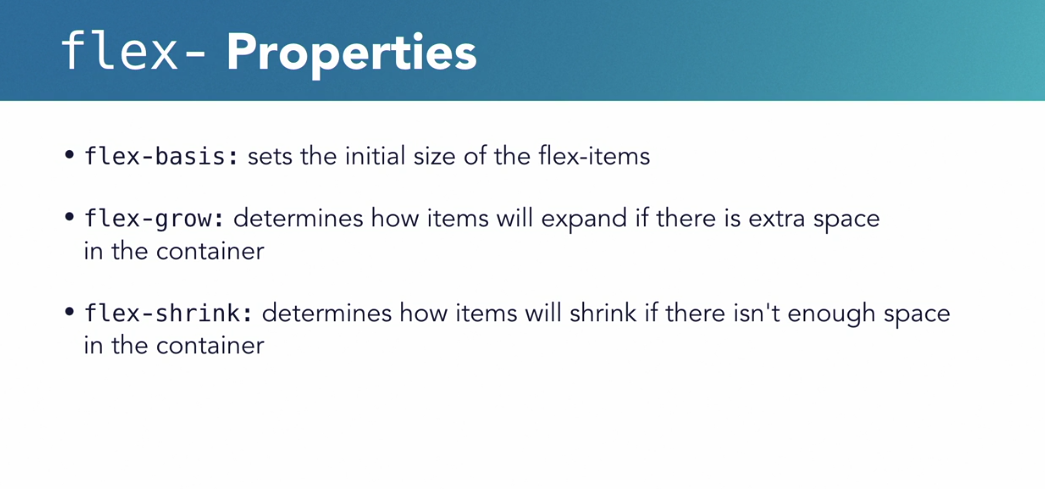 flex- Properties
• flex-basis: sets the initial size of the flex-items
• flex-grow: determines how items will expand if there is extra space
in the container
• flex-shrink: determines how items will shrink if there isn't enough space
in the container